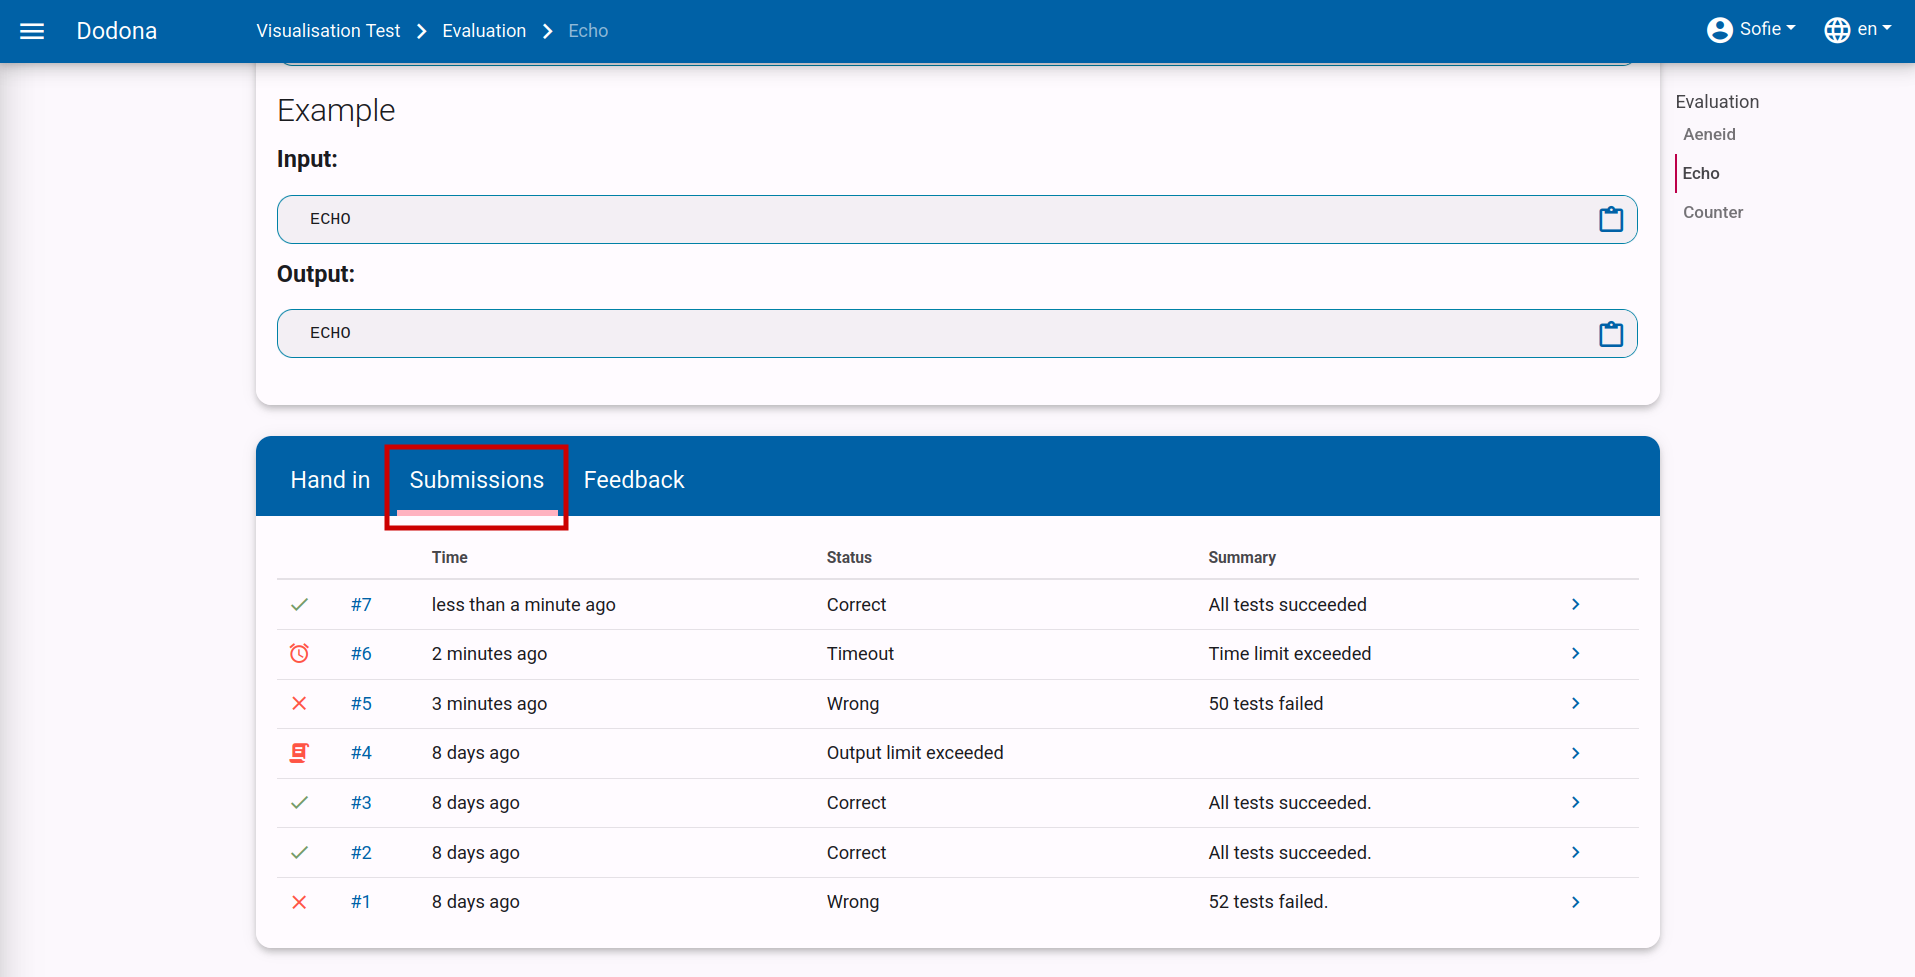 Dodona
Visualisation Test
Evaluation
Echo
Sofie
en
Example
Input:
ECHO
Output:
ECHO
Evaluation
Aeneid
Echo
Counter
Hand in
Submissions
Feedback
Time Status Summary
#7 less than a minute ago Correct All tests succeeded
#6 2 minutes ago Timeout Time limit exceeded
#5 3 minutes ago Wrong 50 tests failed
#4 8 days ago Output limit exceeded
#3 8 days ago Correct All tests succeeded.
#2 8 days ago Correct All tests succeeded.
#1 8 days ago Wrong 52 tests failed.